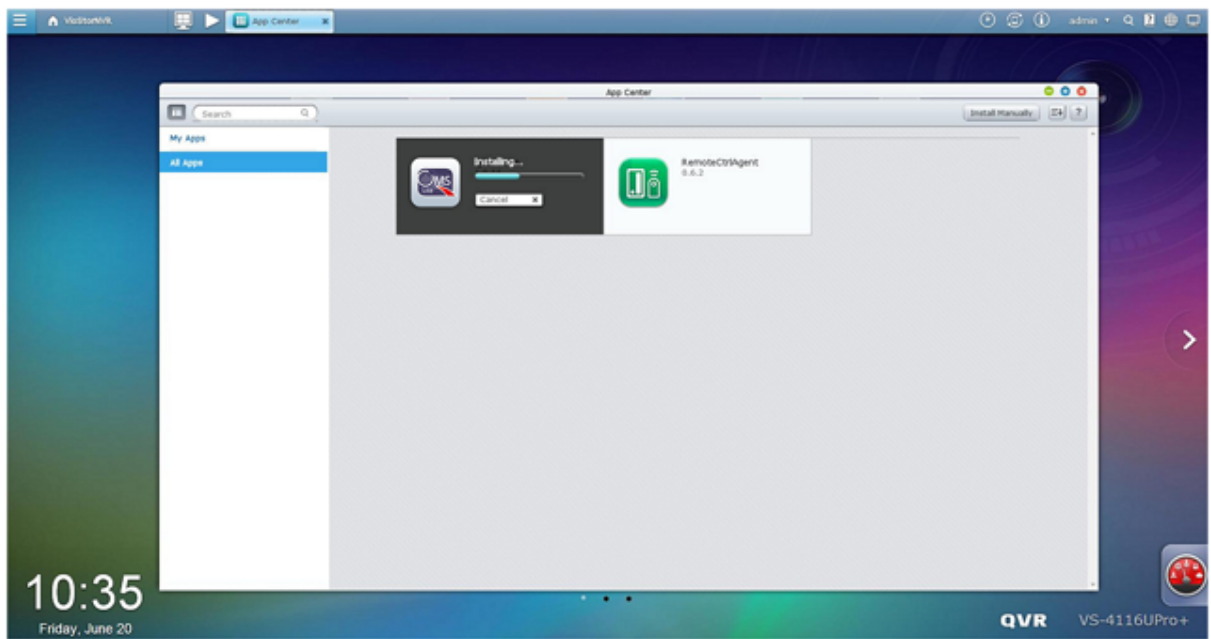 VioStorNVR
App Center
admin
App Center
Search
Install Manually
?
My Apps
All Apps
Installing...
Cancel
QMS
RemoteCtrlAgent
0.6.2
10:35
Friday, June 20
QVR VS-4116UPro+